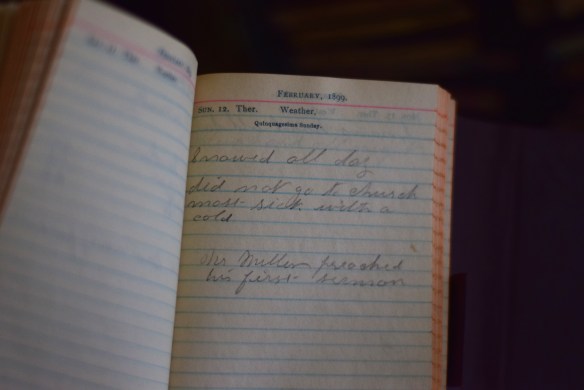 FEBRUARY, 1899.
SUN. 12. Ther. Weather.
Quinquagesima Sunday.
Snowed all day
did not go to church
most sick with a
cold
Mr Miller preached
his first sermon